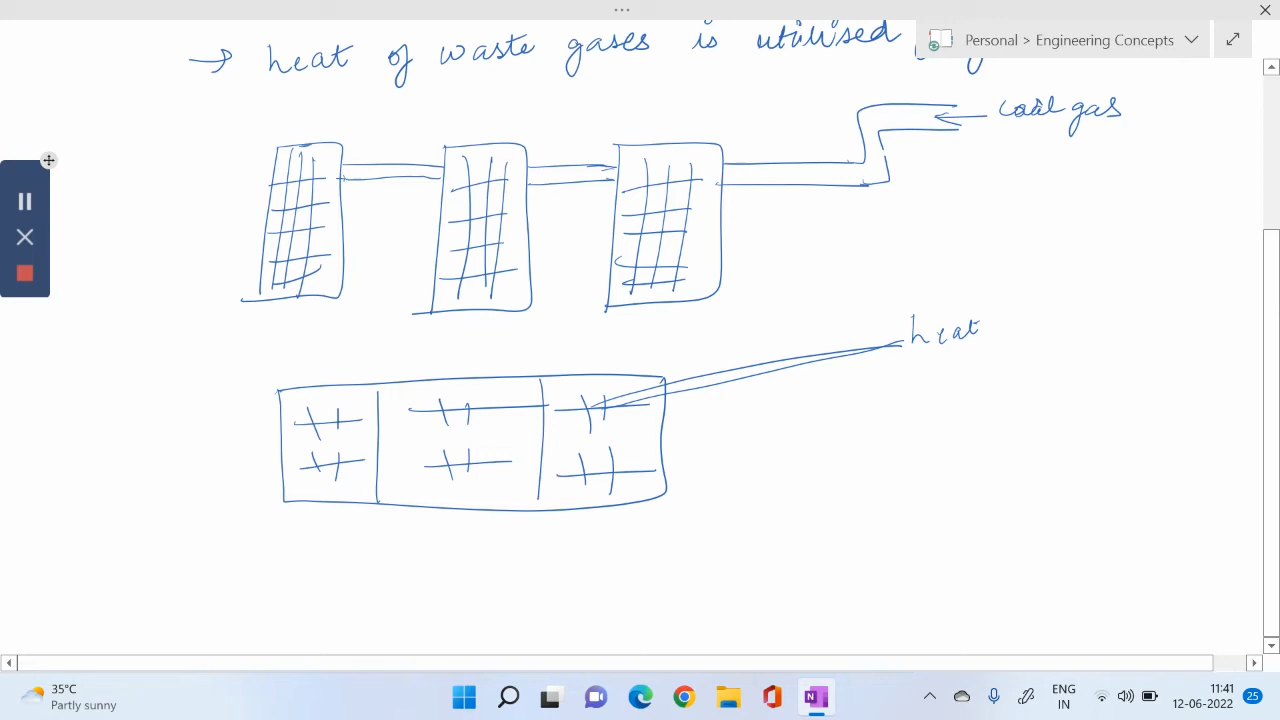 Personal > Engineering Concepts
→ heat of waste gases is utilised
coal gas
heat
35°C
Partly sunny
ENG
IN
11:41
12-06-2022
25